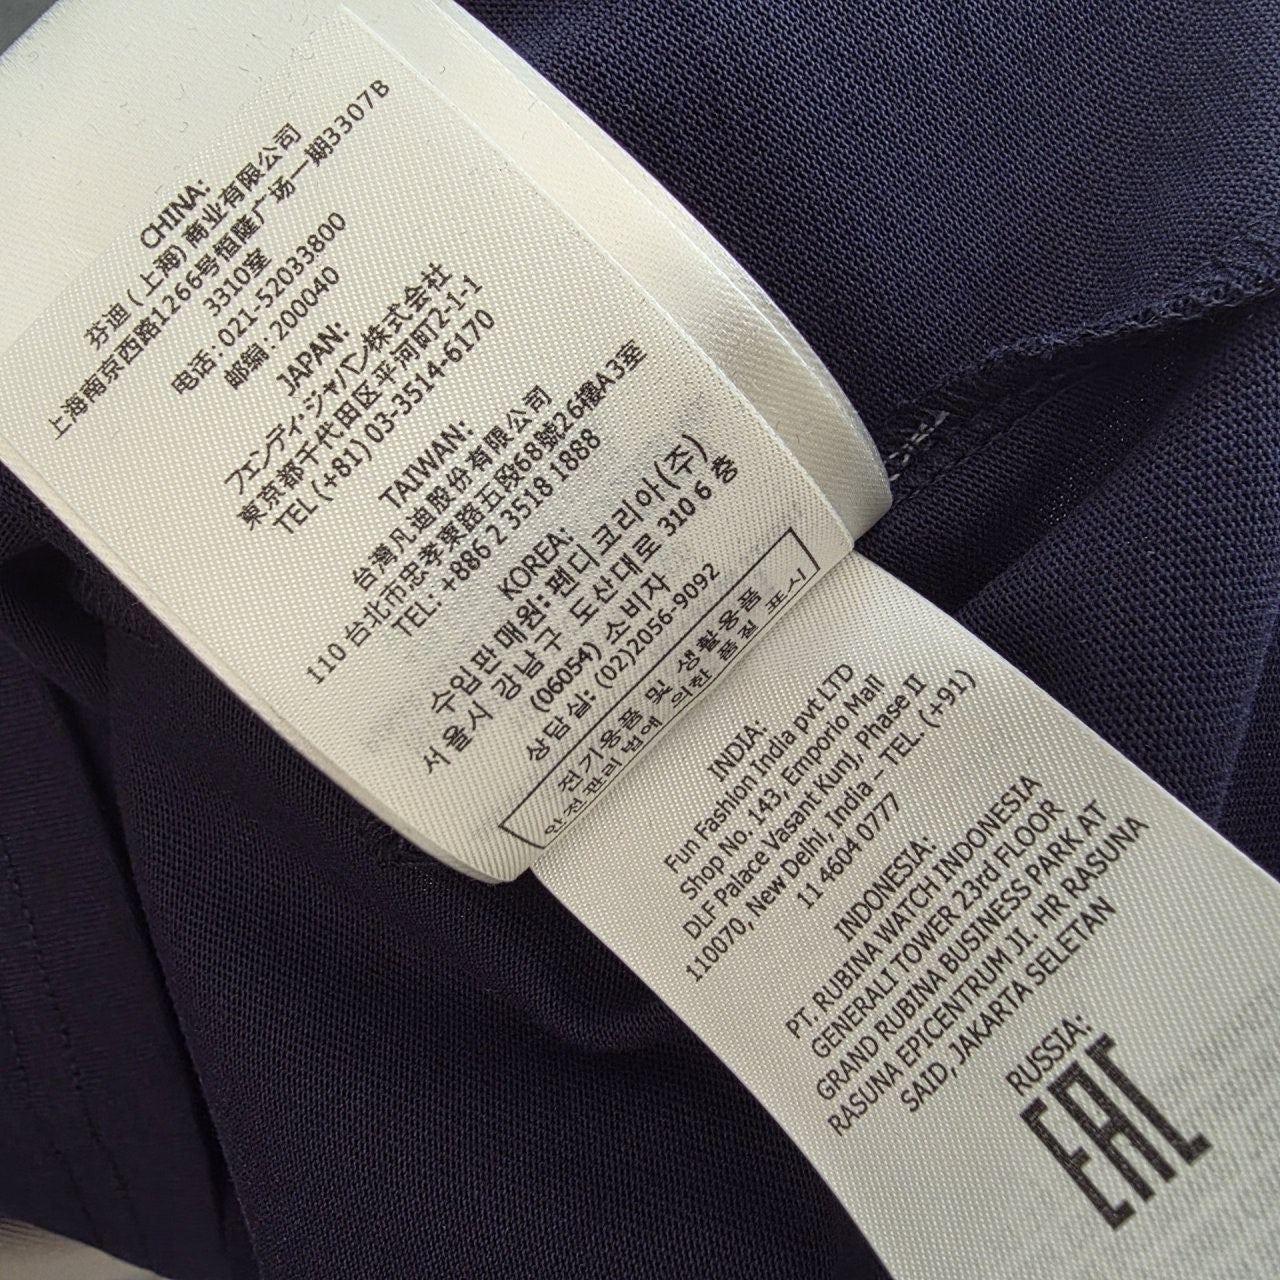 CHINA:
芬迪 (上海) 商业有限公司
上海南京西路1266号恒隆广场一期3307B
3310室
电话 : 021-52033800
邮编 : 200040
JAPAN:
フェンディ・ジャパン株式会社
東京都千代田区平河町2-1-1
TEL (+81) 03-3514-6170
TAIWAN:
台灣凡迪股份有限公司
110 台北市忠孝東路五段68號26樓A3室
TEL: +886 2 3518 1888
KOREA:
수입판매원: 펜디코리아(주)
서울시 강남구 도산대로 310 6 층
(06054) 소비자
상담실: (02)2056-9092
전기용품 및 생활용품
안전관리법에 의한 품질 표시
INDIA:
Fun Fashion India pvt LTD
Shop No. 143, Emporio Mall
DLF Palace Vasant Kunj, Phase II
110070, New Delhi, India – TEL. (+91)
11 4604 0777
INDONESIA:
PT. RUBINA WATCH INDONESIA
GENERALI TOWER 23rd FLOOR
GRAND RUBINA BUSINESS PARK AT
RASUNA EPICENTRUM JI. HR RASUNA
SAID, JAKARTA SELETAN
RUSSIA:
EAC